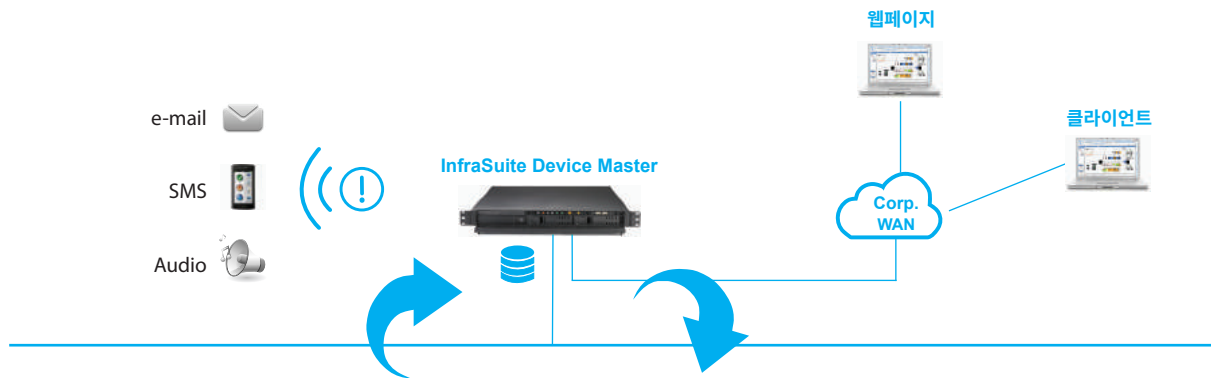 웹페이지
e-mail
클라이언트
InfraSuite Device Master
SMS
Corp.
WAN
Audio